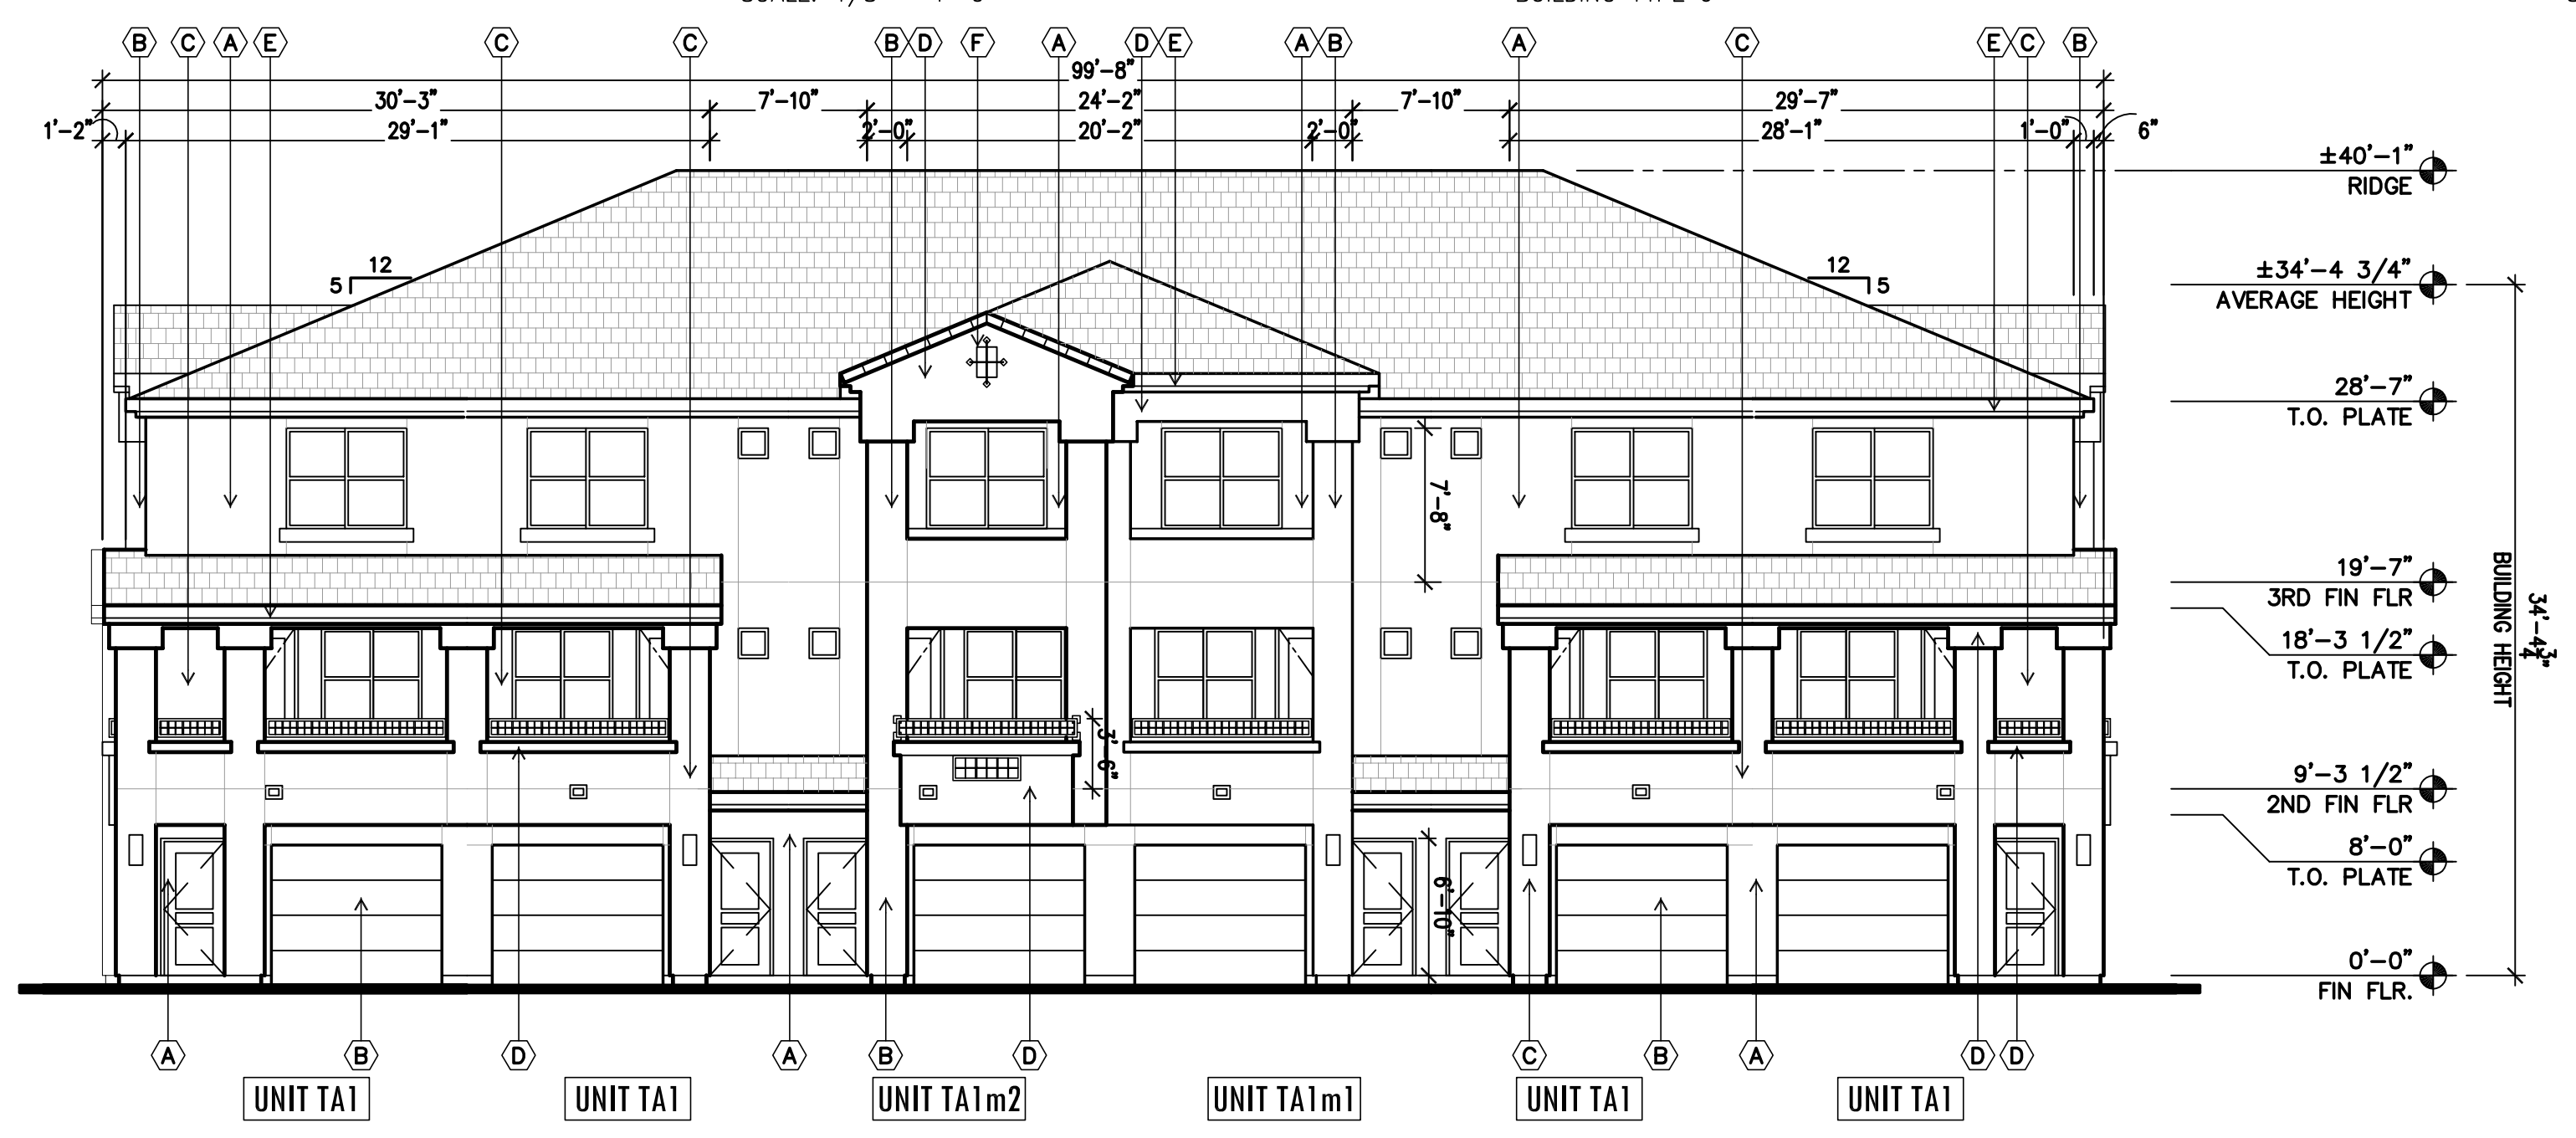 B C A E C C B D F A D E A B A C E C B
99'-8"
30'-3" 7'-10" 24'-2" 7'-10" 29'-7"
1'-2" 29'-1" 2'-0" 20'-2" 2'-0" 28'-1" 1'-0" 6"
±40'-1"
RIDGE
12
5
12
5
±34'-4 3/4"
AVERAGE HEIGHT
28'-7"
T.O. PLATE
7'-8"
19'-7"
3RD FIN FLR
18'-3 1/2"
T.O. PLATE
BUILDING HEIGHT
34'-4 3/4"
3'-6"
9'-3 1/2"
2ND FIN FLR
8'-0"
T.O. PLATE
6'-10"
0'-0"
FIN FLR.
A B D A B D C B A D D
UNIT TA1 UNIT TA1 UNIT TA1m2 UNIT TA1m1 UNIT TA1 UNIT TA1